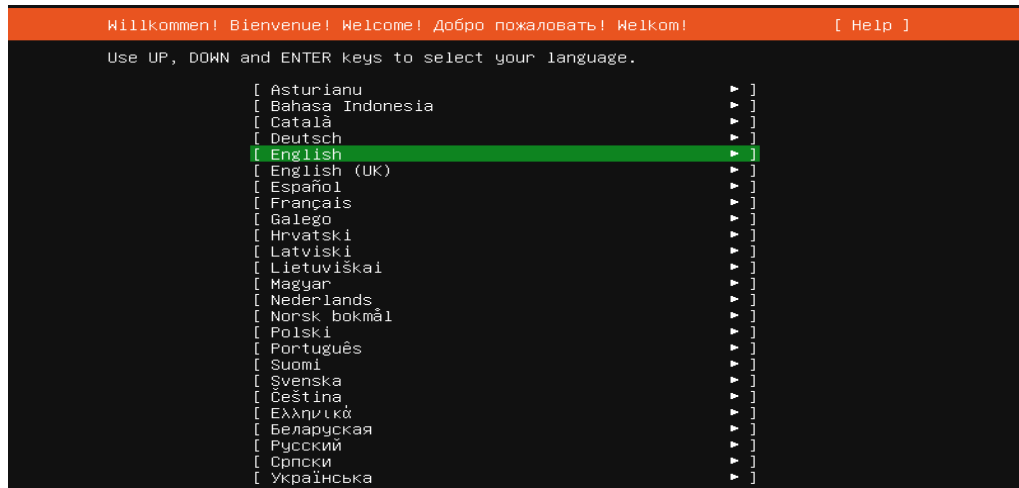 Willkommen! Bienvenue! Welcome! Добро пожаловать! Welkom! [ Help ]
Use UP, DOWN and ENTER keys to select your language.
[ Asturianu ► ]
[ Bahasa Indonesia ► ]
[ Català ► ]
[ Deutsch ► ]
[ English ► ]
[ English (UK) ► ]
[ Español ► ]
[ Français ► ]
[ Galego ► ]
[ Hrvatski ► ]
[ Latviski ► ]
[ Lietuviškai ► ]
[ Magyar ► ]
[ Nederlands ► ]
[ Norsk bokmål ► ]
[ Polski ► ]
[ Português ► ]
[ Suomi ► ]
[ Svenska ► ]
[ Čeština ► ]
[ Ελληνικά ► ]
[ Беларуская ► ]
[ Русский ► ]
[ Српски ► ]
[ Українська ► ]